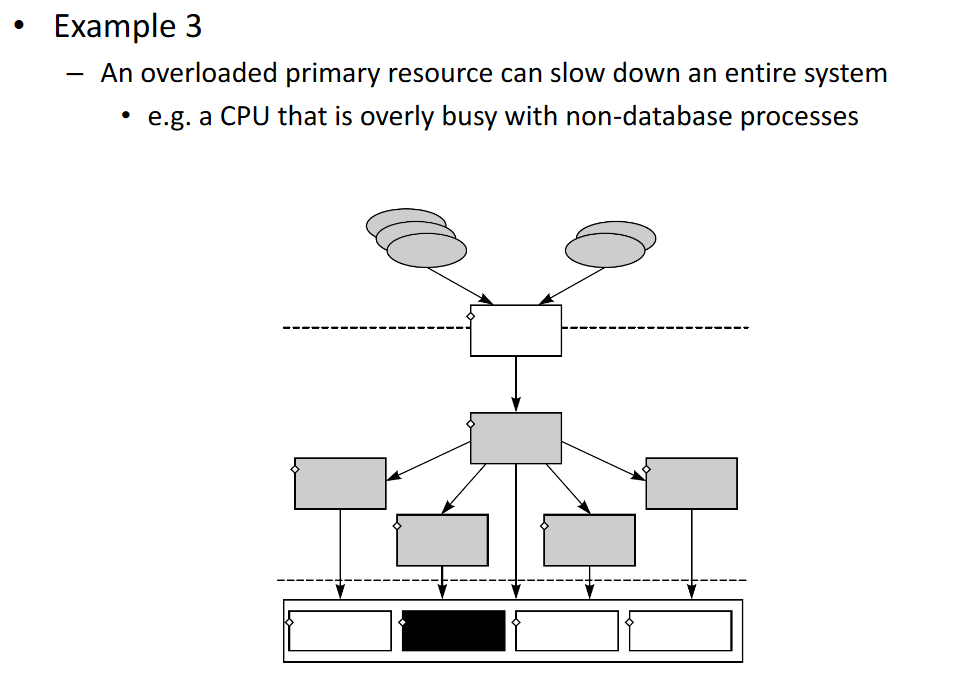 • Example 3
– An overloaded primary resource can slow down an entire system
• e.g. a CPU that is overly busy with non-database processes